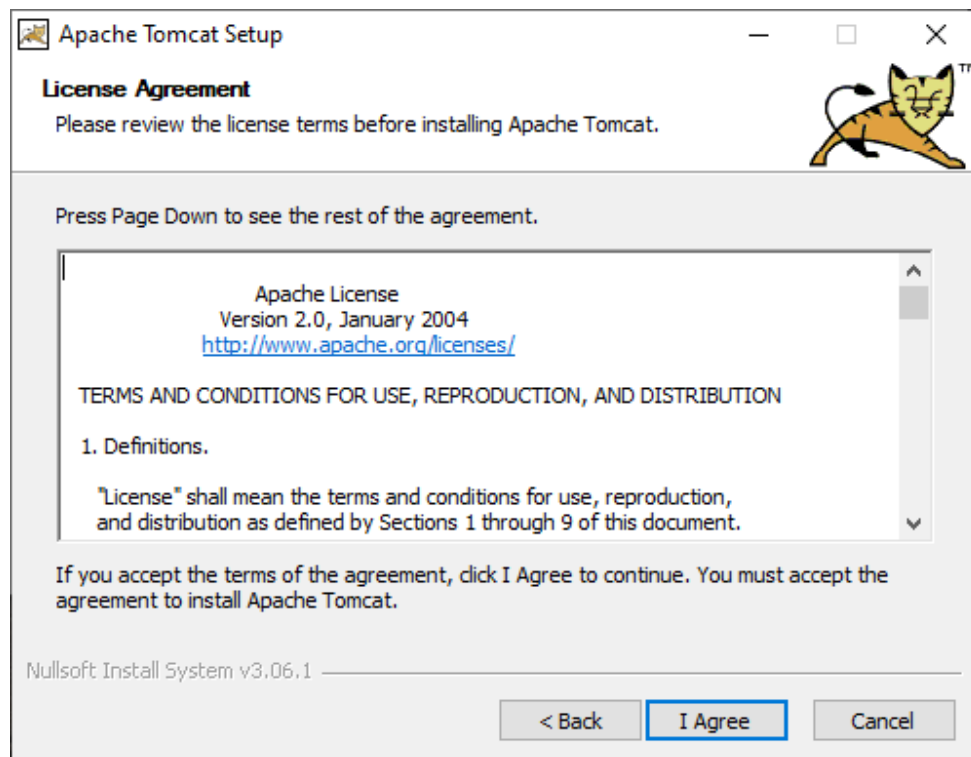 Apache Tomcat Setup
License Agreement
Please review the license terms before installing Apache Tomcat.
TM
Press Page Down to see the rest of the agreement.
Apache License
Version 2.0, January 2004
http://www.apache.org/licenses/
TERMS AND CONDITIONS FOR USE, REPRODUCTION, AND DISTRIBUTION
1. Definitions.
"License" shall mean the terms and conditions for use, reproduction,
and distribution as defined by Sections 1 through 9 of this document.
If you accept the terms of the agreement, click I Agree to continue. You must accept the
agreement to install Apache Tomcat.
Nullsoft Install System v3.06.1
< Back I Agree Cancel